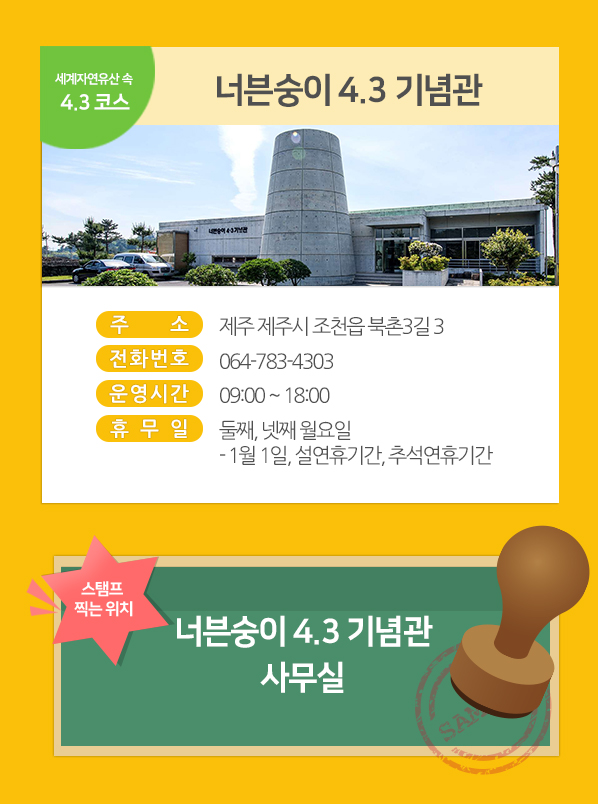 세계자연유산 속
4.3 코스
너븐숭이 4.3 기념관
너븐숭이 4·3기념관
주 소
제주 제주시 조천읍 북촌3길 3
전화번호
064-783-4303
운영시간
09:00 ~ 18:00
휴 무 일
둘째, 넷째 월요일
- 1월 1일, 설연휴기간, 추석연휴기간
스탬프
찍는 위치
너븐숭이 4.3 기념관
사무실